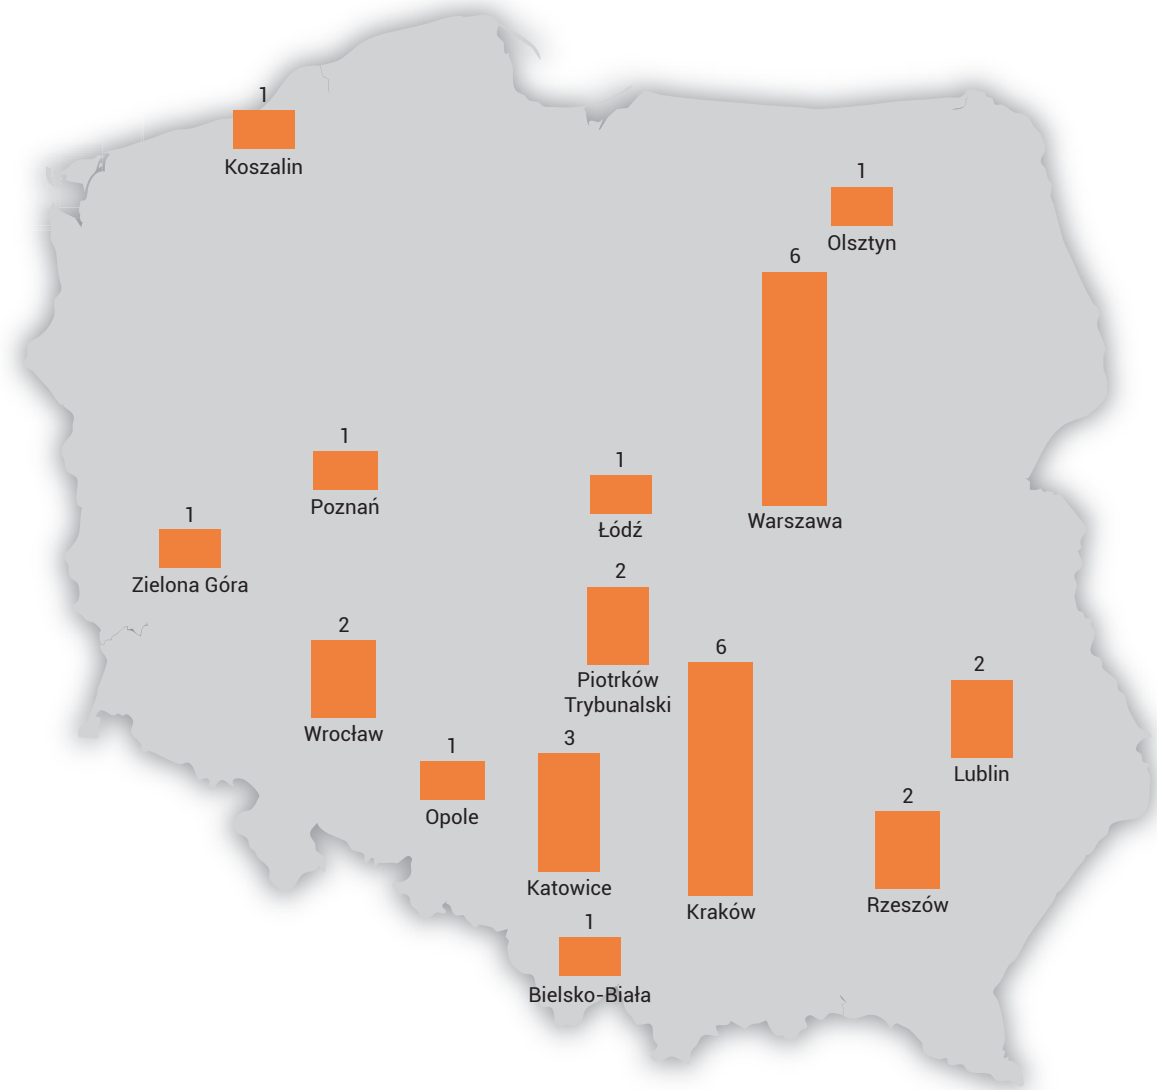 1
Koszalin
1
Olsztyn
6
Warszawa
1
Poznań
1
Łódź
1
Zielona Góra
2
Piotrków
Trybunalski
2
Wrocław
6
Kraków
2
Lublin
3
Katowice
1
Opole
2
Rzeszów
1
Bielsko-Biała